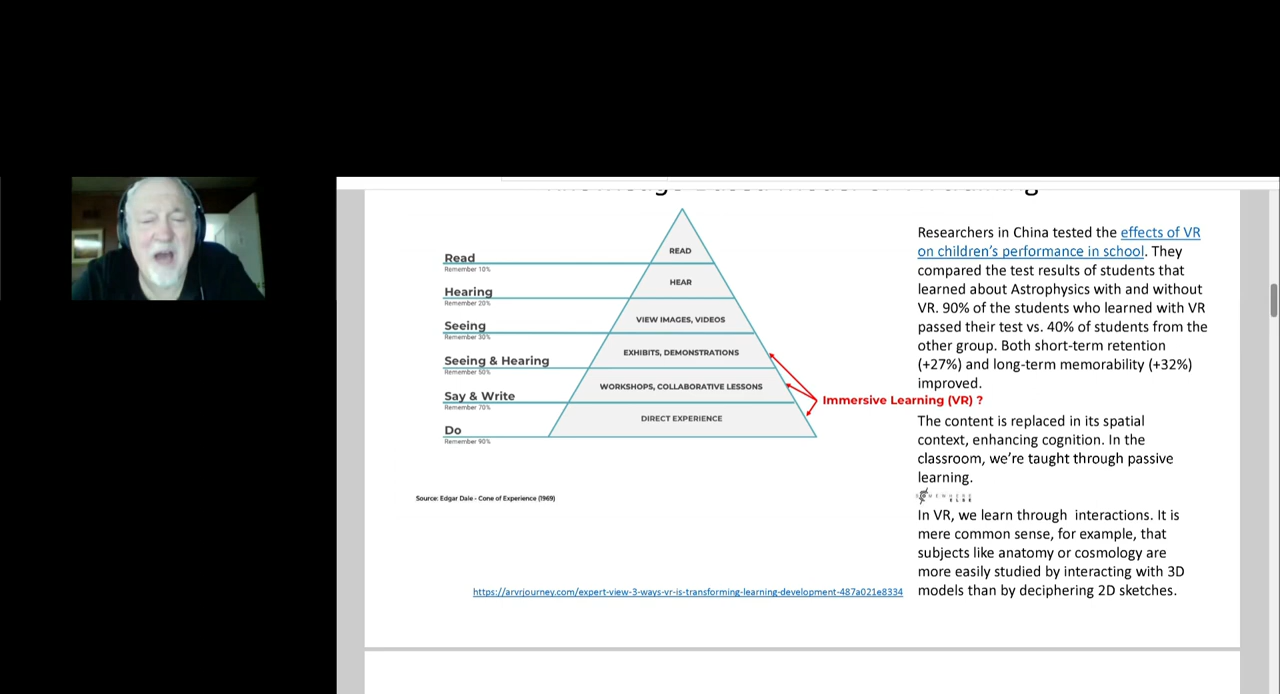 Read
Remember 10%
Hearing
Remember 20%
Seeing
Remember 30%
Seeing & Hearing
Remember 50%
Say & Write
Remember 70%
Do
Remember 90%
READ
HEAR
VIEW IMAGES, VIDEOS
EXHIBITS, DEMONSTRATIONS
WORKSHOPS, COLLABORATIVE LESSONS
DIRECT EXPERIENCE
Immersive Learning (VR) ?
Source: Edgar Dale - Cone of Experience (1969)
https://arvrjourney.com/expert-view-3-ways-vr-is-transforming-learning-development-487a021e8334
Researchers in China tested the effects of VR
on children’s performance in school. They
compared the test results of students that
learned about Astrophysics with and without
VR. 90% of the students who learned with VR
passed their test vs. 40% of students from the
other group. Both short-term retention
(+27%) and long-term memorability (+32%)
improved.
The content is replaced in its spatial
context, enhancing cognition. In the
classroom, we’re taught through passive
learning.
In VR, we learn through  interactions. It is
mere common sense, for example, that
subjects like anatomy or cosmology are
more easily studied by interacting with 3D
models than by deciphering 2D sketches.